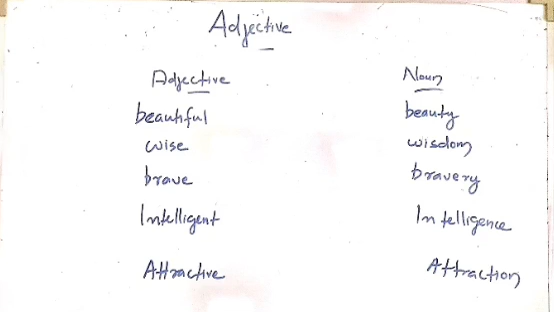 Adjective
Adjective Noun
beautiful beauty
wise wisdom
brave bravery
Intelligent Intelligence
Attractive Attraction